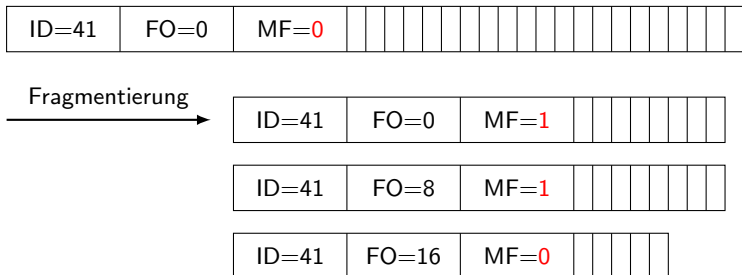 ID=41 FO=0 MF=0
Fragmentierung
ID=41 FO=0 MF=1
ID=41 FO=8 MF=1
ID=41 FO=16 MF=0